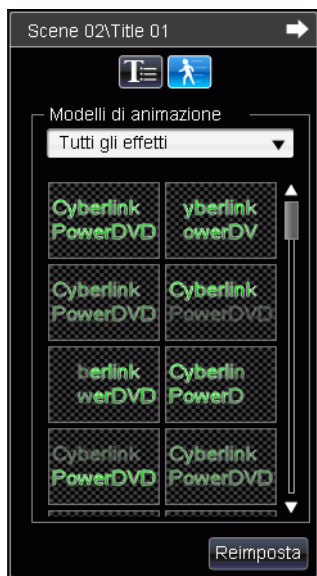 Scene 02\Title 01
T
Modelli di animazione
Tutti gli effetti
Cyberlink
PowerDVD
yberlink
owerDV
Cyberlink
PowerDVD
Cyberlink
PowerDVD
berlink
werDVD
Cyberlin
PowerD
Cyberlink
PowerDVD
Cyberlink
PowerDVD
Reimposta